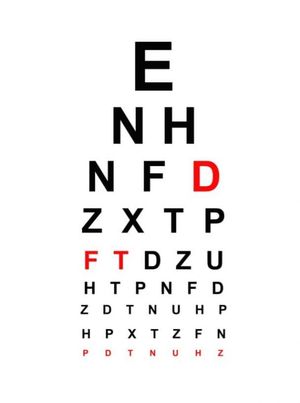 E
N H
N F D
Z X T P
F T D Z U
H T P N F D
Z D T N U H P
H P X T Z F N
P D T N U H Z